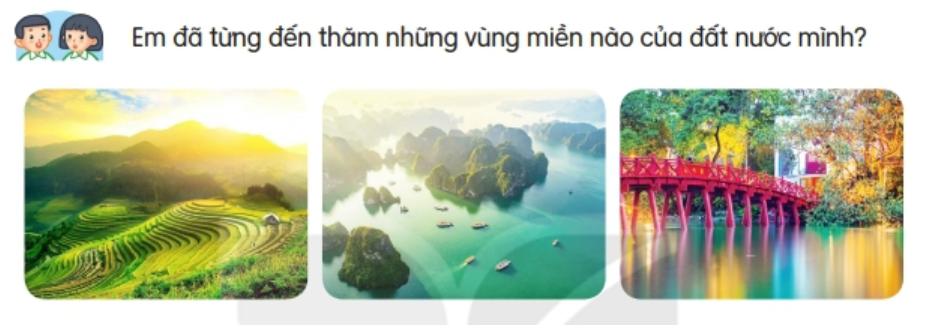 Em đã từng đến thăm những vùng miền nào của đất nước mình?